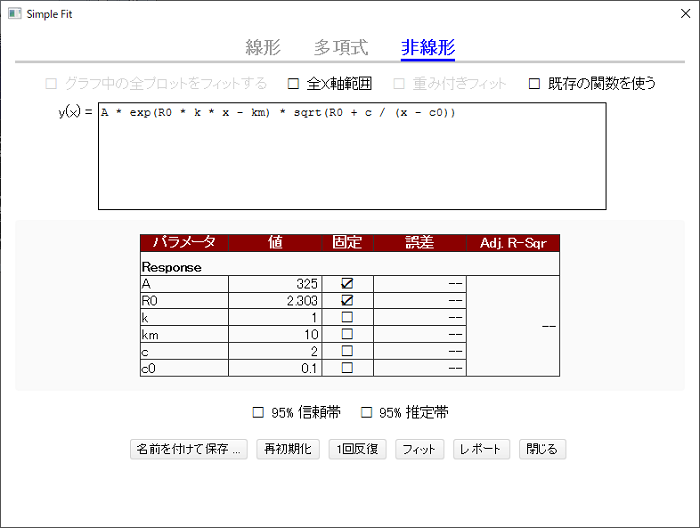 Simple Fit
線形 多項式 非線形
グラフ中の全プロットをフィットする 全X軸範囲 重み付きフィット 既存の関数を使う
y(x) = A * exp(R0 * k * x - km) * sqrt(R0 + c / (x - c0))
パラメータ 値 固定 誤差 Adj. R-Sqr
Response
A 325 --
R0 2.303 --
k 1 --
km 10 --
c 2 --
c0 0.1 --
--
95% 信頼帯 95% 推定帯
名前を付けて保存 ... 再初期化 1回反復 フィット レポート 閉じる